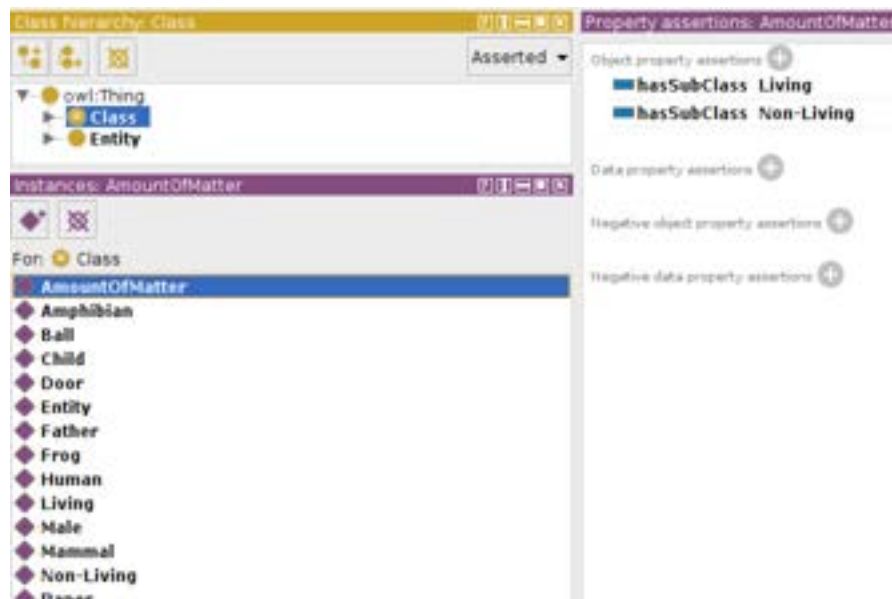 Class hierarchy: Class
Asserted
owl:Thing
Class
Entity
Instances: AmountOfMatter
For: Class
AmountOfMatter
Amphibian
Ball
Child
Door
Entity
Father
Frog
Human
Living
Male
Mammal
Non-Living
Property assertions: AmountOfMatter
Object property assertions
hasSubClass Living
hasSubClass Non-Living
Data property assertions
Negative object property assertions
Negative data property assertions